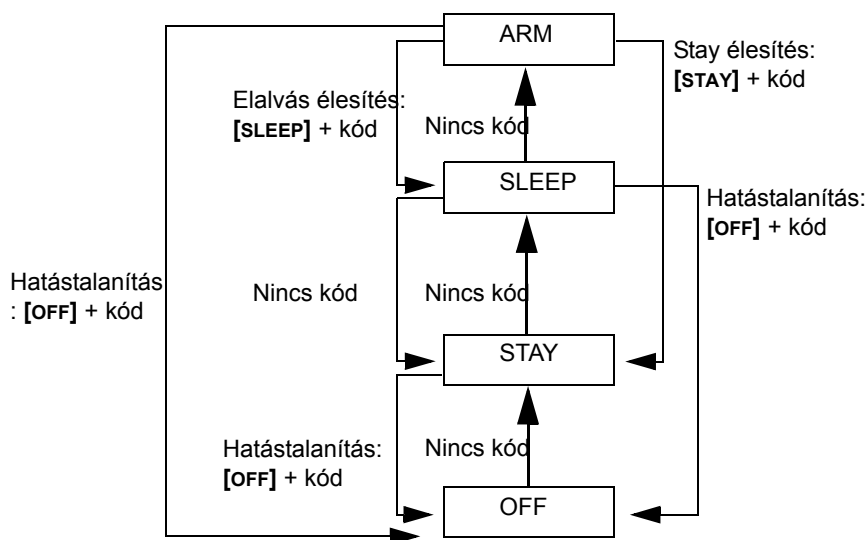 ARM
Stay élesítés:
[STAY] + kód
Elalvás élesítés:
[SLEEP] + kód
Nincs kód
SLEEP
Hatástalanítás:
[OFF] + kód
Hatástalanítás
: [OFF] + kód
Nincs kód
Nincs kód
STAY
Hatástalanítás:
[OFF] + kód
Nincs kód
OFF